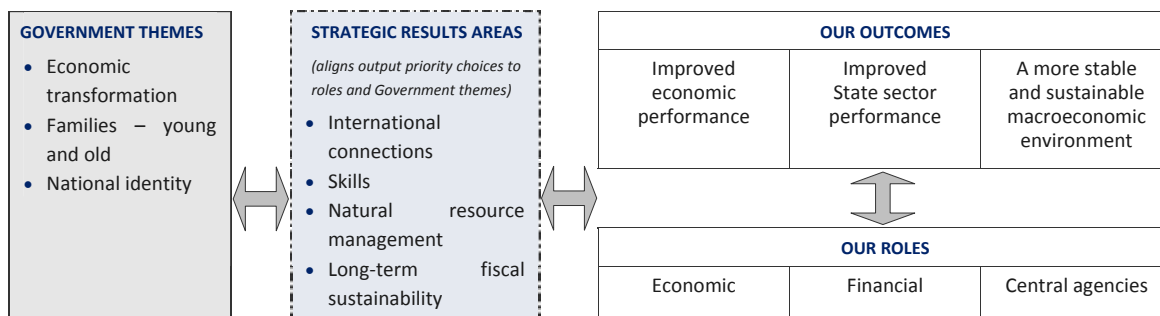 GOVERNMENT THEMES
• Economic
transformation
• Families – young
and old
• National identity
STRATEGIC RESULTS AREAS
(aligns output priority choices to
roles and Government themes)
• International
connections
• Skills
• Natural resource
management
• Long-term fiscal
sustainability
OUR OUTCOMES
Improved
economic
performance
Improved
State sector
performance
A more stable
and sustainable
macroeconomic
environment
OUR ROLES
Economic
Financial
Central agencies